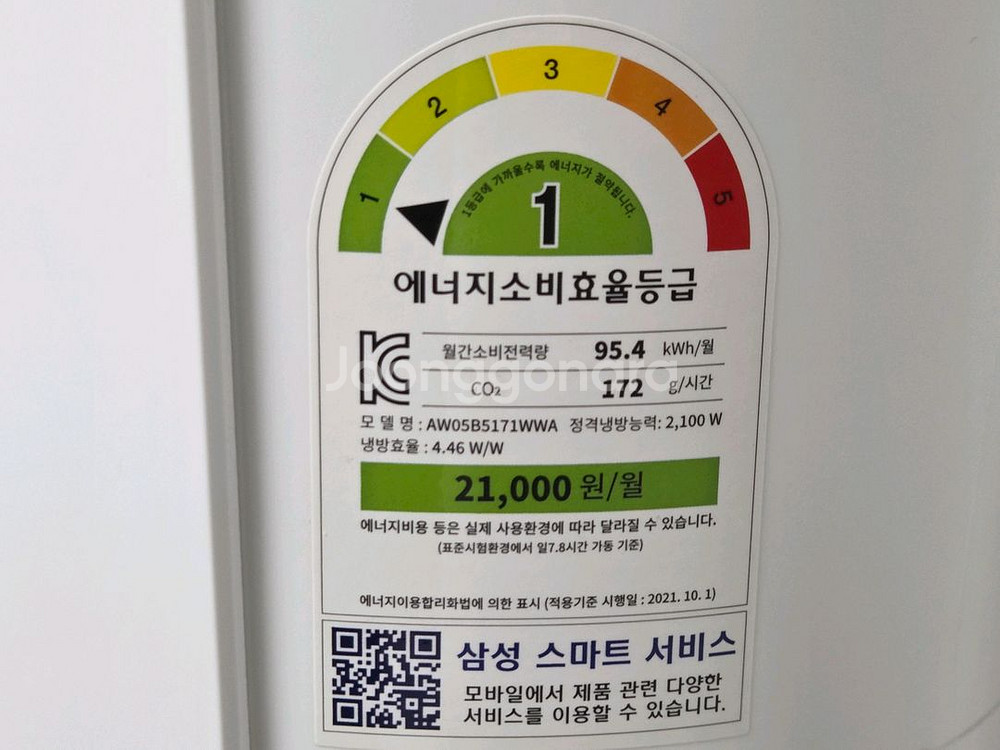 1
2
3
4
5
1등급에 가까울수록 에너지가 절약됩니다.
1
에너지소비효율등급
월간소비전력량 95.4 kWh/월
CO₂ 172 g/시간
Joonggonara
모델명 : AW05B5171WWA 정격냉방능력: 2,100 W
냉방효율 : 4.46 W/W
21,000 원/월
에너지비용 등은 실제 사용환경에 따라 달라질 수 있습니다.
(표준시험환경에서 일7.8시간 가동 기준)
에너지이용합리화법에 의한 표시 (적용기준 시행일 : 2021. 10. 1)
삼성 스마트 서비스
모바일에서 제품 관련 다양한
서비스를 이용할 수 있습니다.